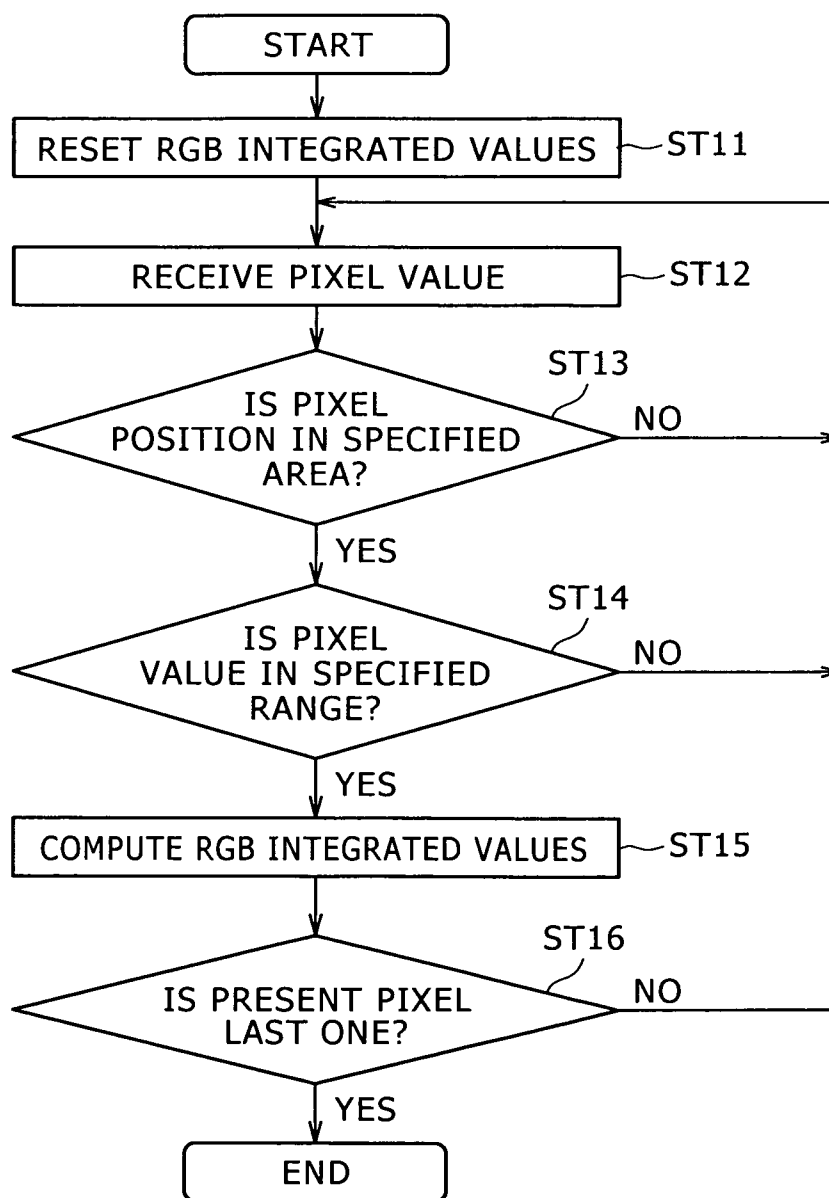 START
RESET RGB INTEGRATED VALUES
ST11
RECEIVE PIXEL VALUE
ST12
ST13
IS PIXEL
POSITION IN SPECIFIED
AREA?
NO
YES
ST14
IS PIXEL
VALUE IN SPECIFIED
RANGE?
NO
YES
COMPUTE RGB INTEGRATED VALUES
ST15
ST16
IS PRESENT PIXEL
LAST ONE?
NO
YES
END